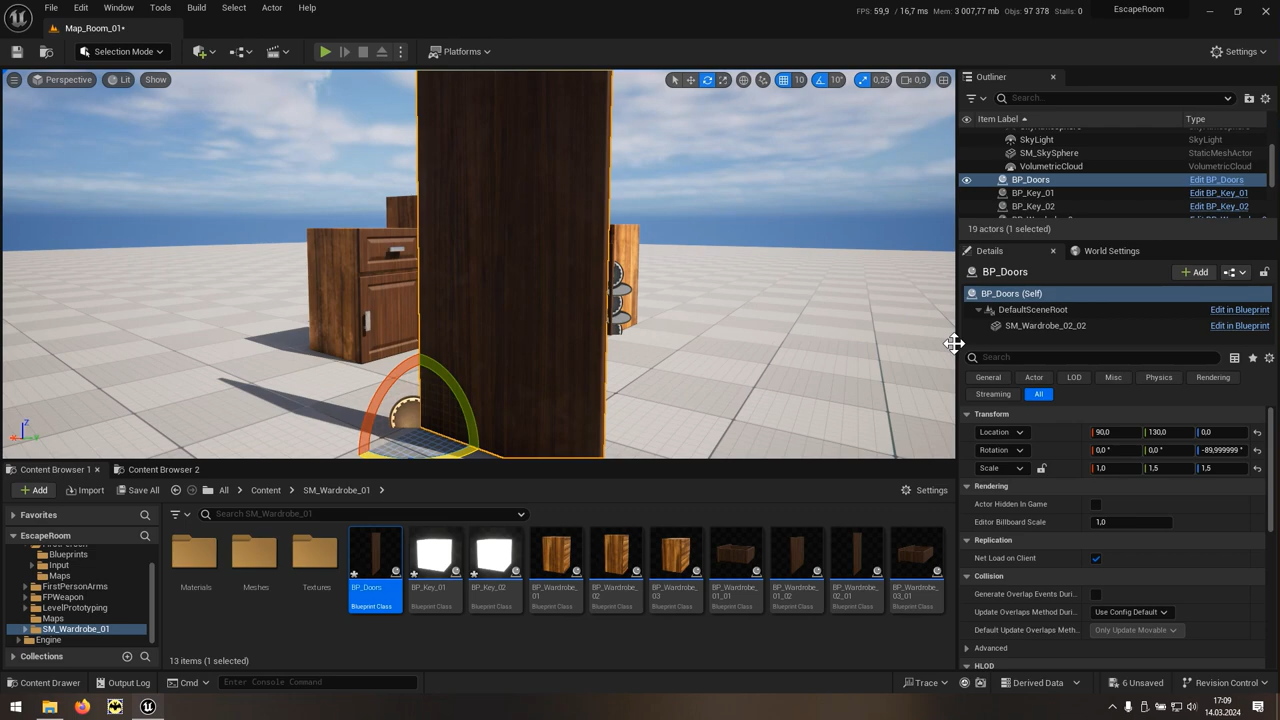 File Edit Window Tools Build Select Actor Help
FPS: 59,9 / 16,7 ms Mem: 3 007,77 mb Objs: 97 378 Stalls: 0
EscapeRoom
Map_Room_01•
Selection Mode
Platforms
Settings
Perspective Lit Show
10 10° 0,25 0,9
Outliner
Search...
Item Label Type
SkyLight SkyLight
SM_SkySphere StaticMeshActor
VolumetricCloud VolumetricCloud
BP_Doors Edit BP_Doors
BP_Key_01 Edit BP_Key_01
BP_Key_02 Edit BP_Key_02
19 actors (1 selected)
Details World Settings
BP_Doors
Add
BP_Doors (Self)
DefaultSceneRoot Edit in Blueprint
SM_Wardrobe_02_02 Edit in Blueprint
Search
General Actor LOD Misc Physics Rendering
Streaming All
Transform
Location 90,0 130,0 0,0
Rotation 0,0 ° 0,0 ° -89,999999 °
Scale 1,0 1,5 1,5
Rendering
Actor Hidden In Game
Editor Billboard Scale 1,0
Replication
Net Load on Client
Collision
Generate Overlap Events Duri...
Update Overlaps Method Duri... Use Config Default
Default Update Overlaps Meth... Only Update Movable
Advanced
HLOD
Z
X Y
Content Browser 1 Content Browser 2
Add Import Save All All Content SM_Wardrobe_01 Settings
Favorites
EscapeRoom
Blueprints
Input
Maps
FirstPersonArms
FPWeapon
LevelPrototyping
Maps
SM_Wardrobe_01
Engine
Collections
Search SM_Wardrobe_01
Materials
Meshes
Textures
BP_Doors
Blueprint Class
BP_Key_01
Blueprint Class
BP_Key_02
Blueprint Class
BP_Wardrobe_
01
Blueprint Class
BP_Wardrobe_
02
Blueprint Class
BP_Wardrobe_
03
Blueprint Class
BP_Wardrobe_
01_01
Blueprint Class
BP_Wardrobe_
01_02
Blueprint Class
BP_Wardrobe_
02_01
Blueprint Class
BP_Wardrobe_
03_01
Blueprint Class
13 items (1 selected)
Content Drawer Output Log Cmd Enter Console Command
Trace Derived Data 6 Unsaved Revision Control
17:09
14.03.2024